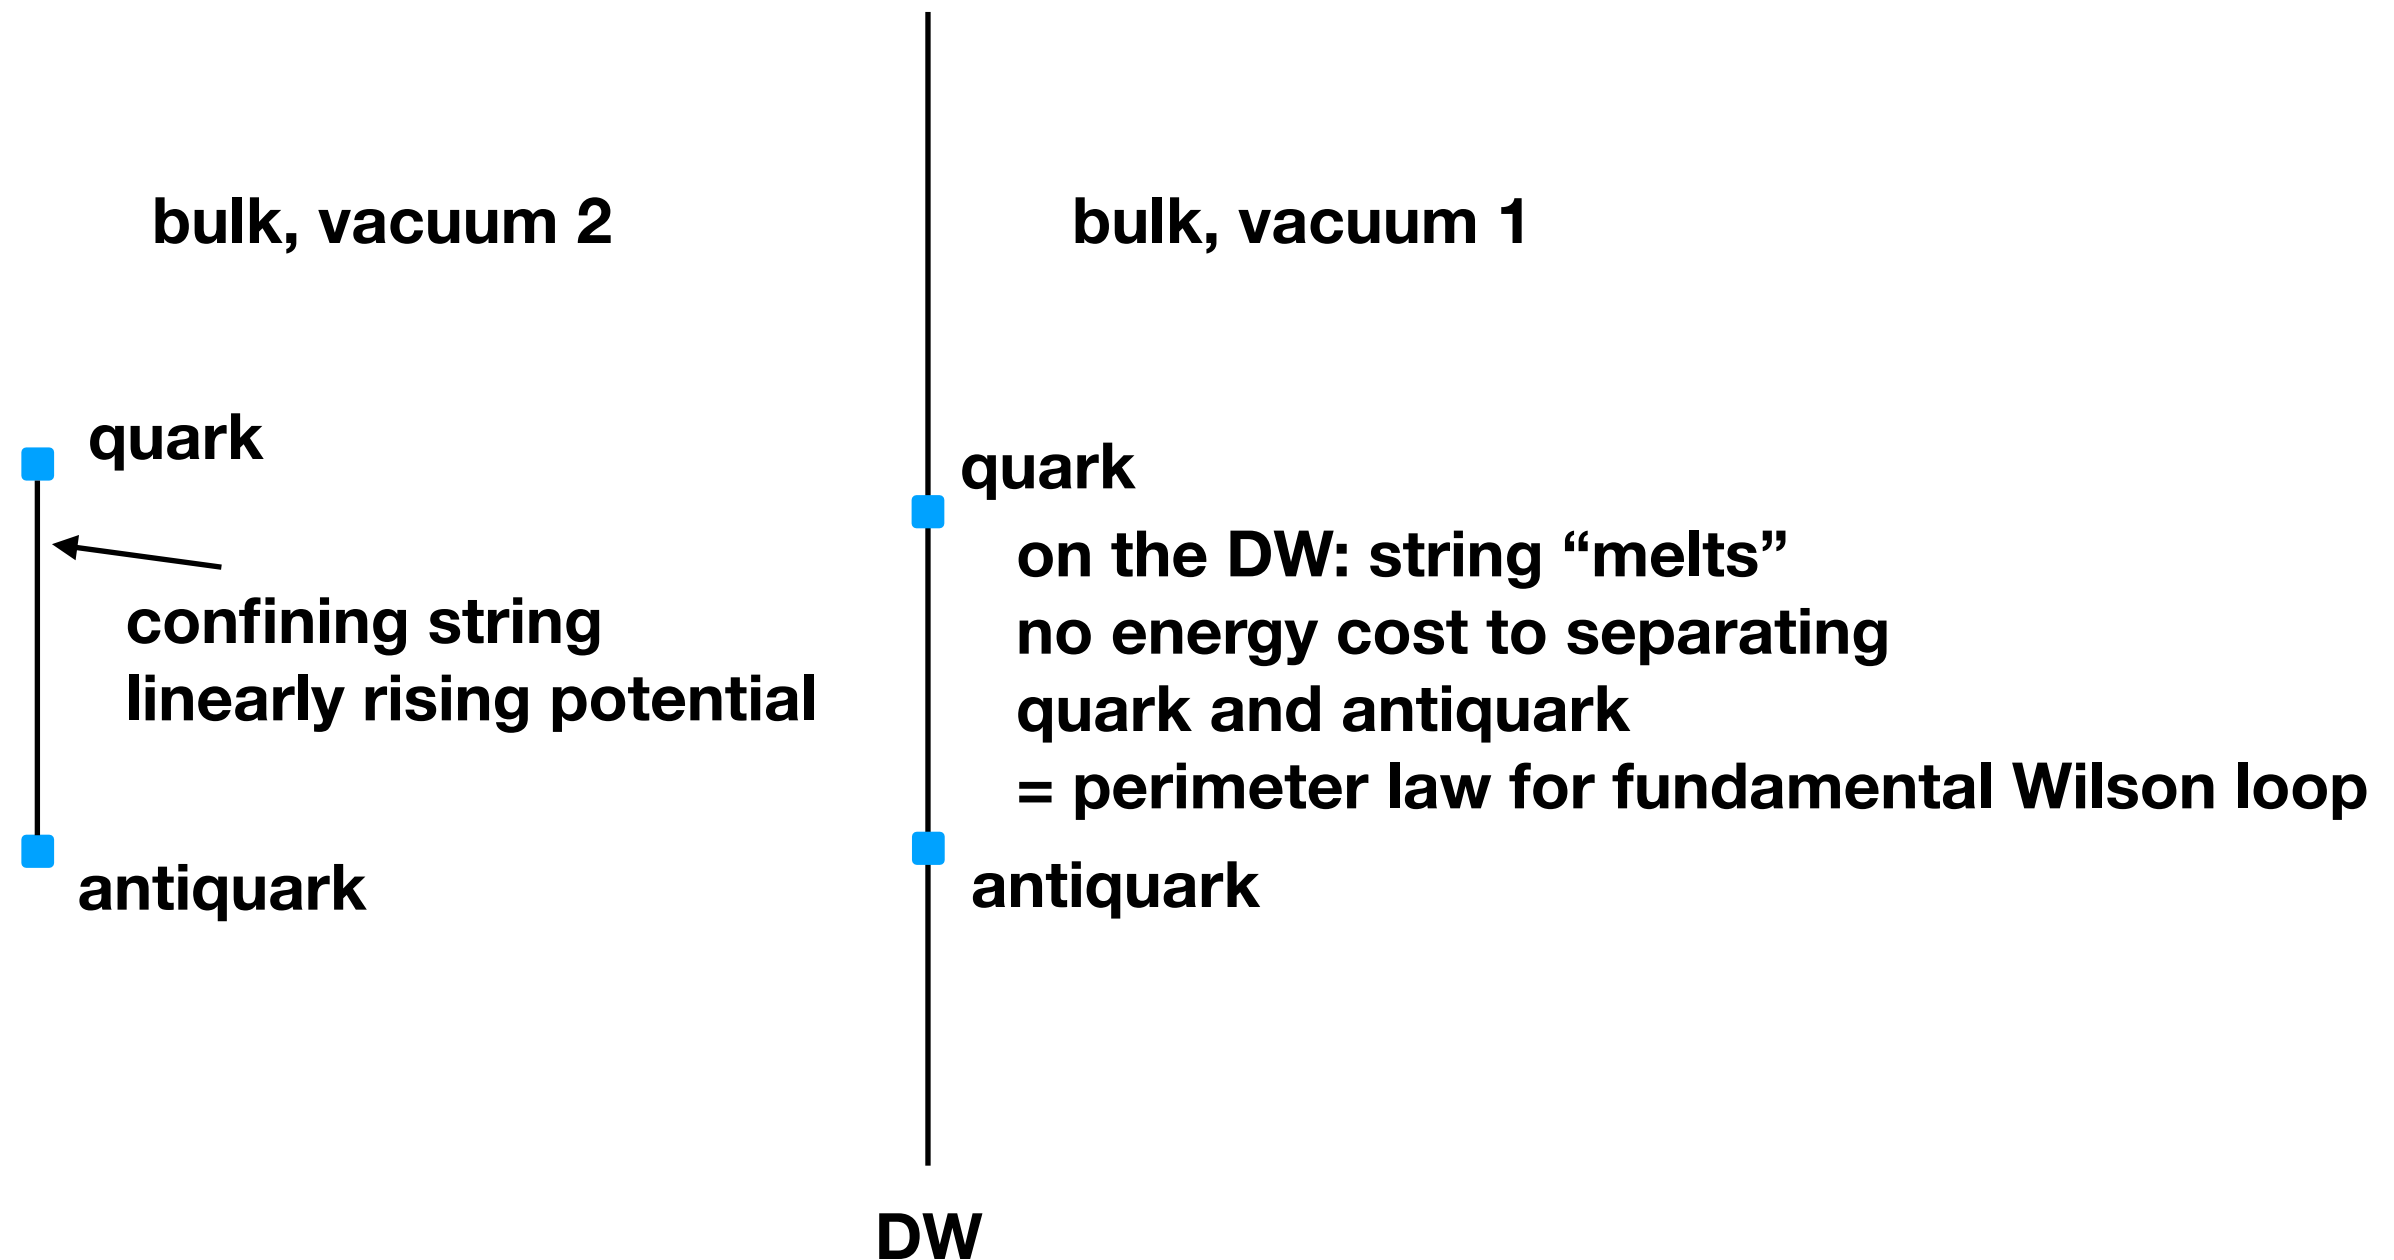 bulk, vacuum 2
bulk, vacuum 1
quark
confining string
linearly rising potential
antiquark
quark
on the DW: string “melts”
no energy cost to separating
quark and antiquark
= perimeter law for fundamental Wilson loop
antiquark
DW